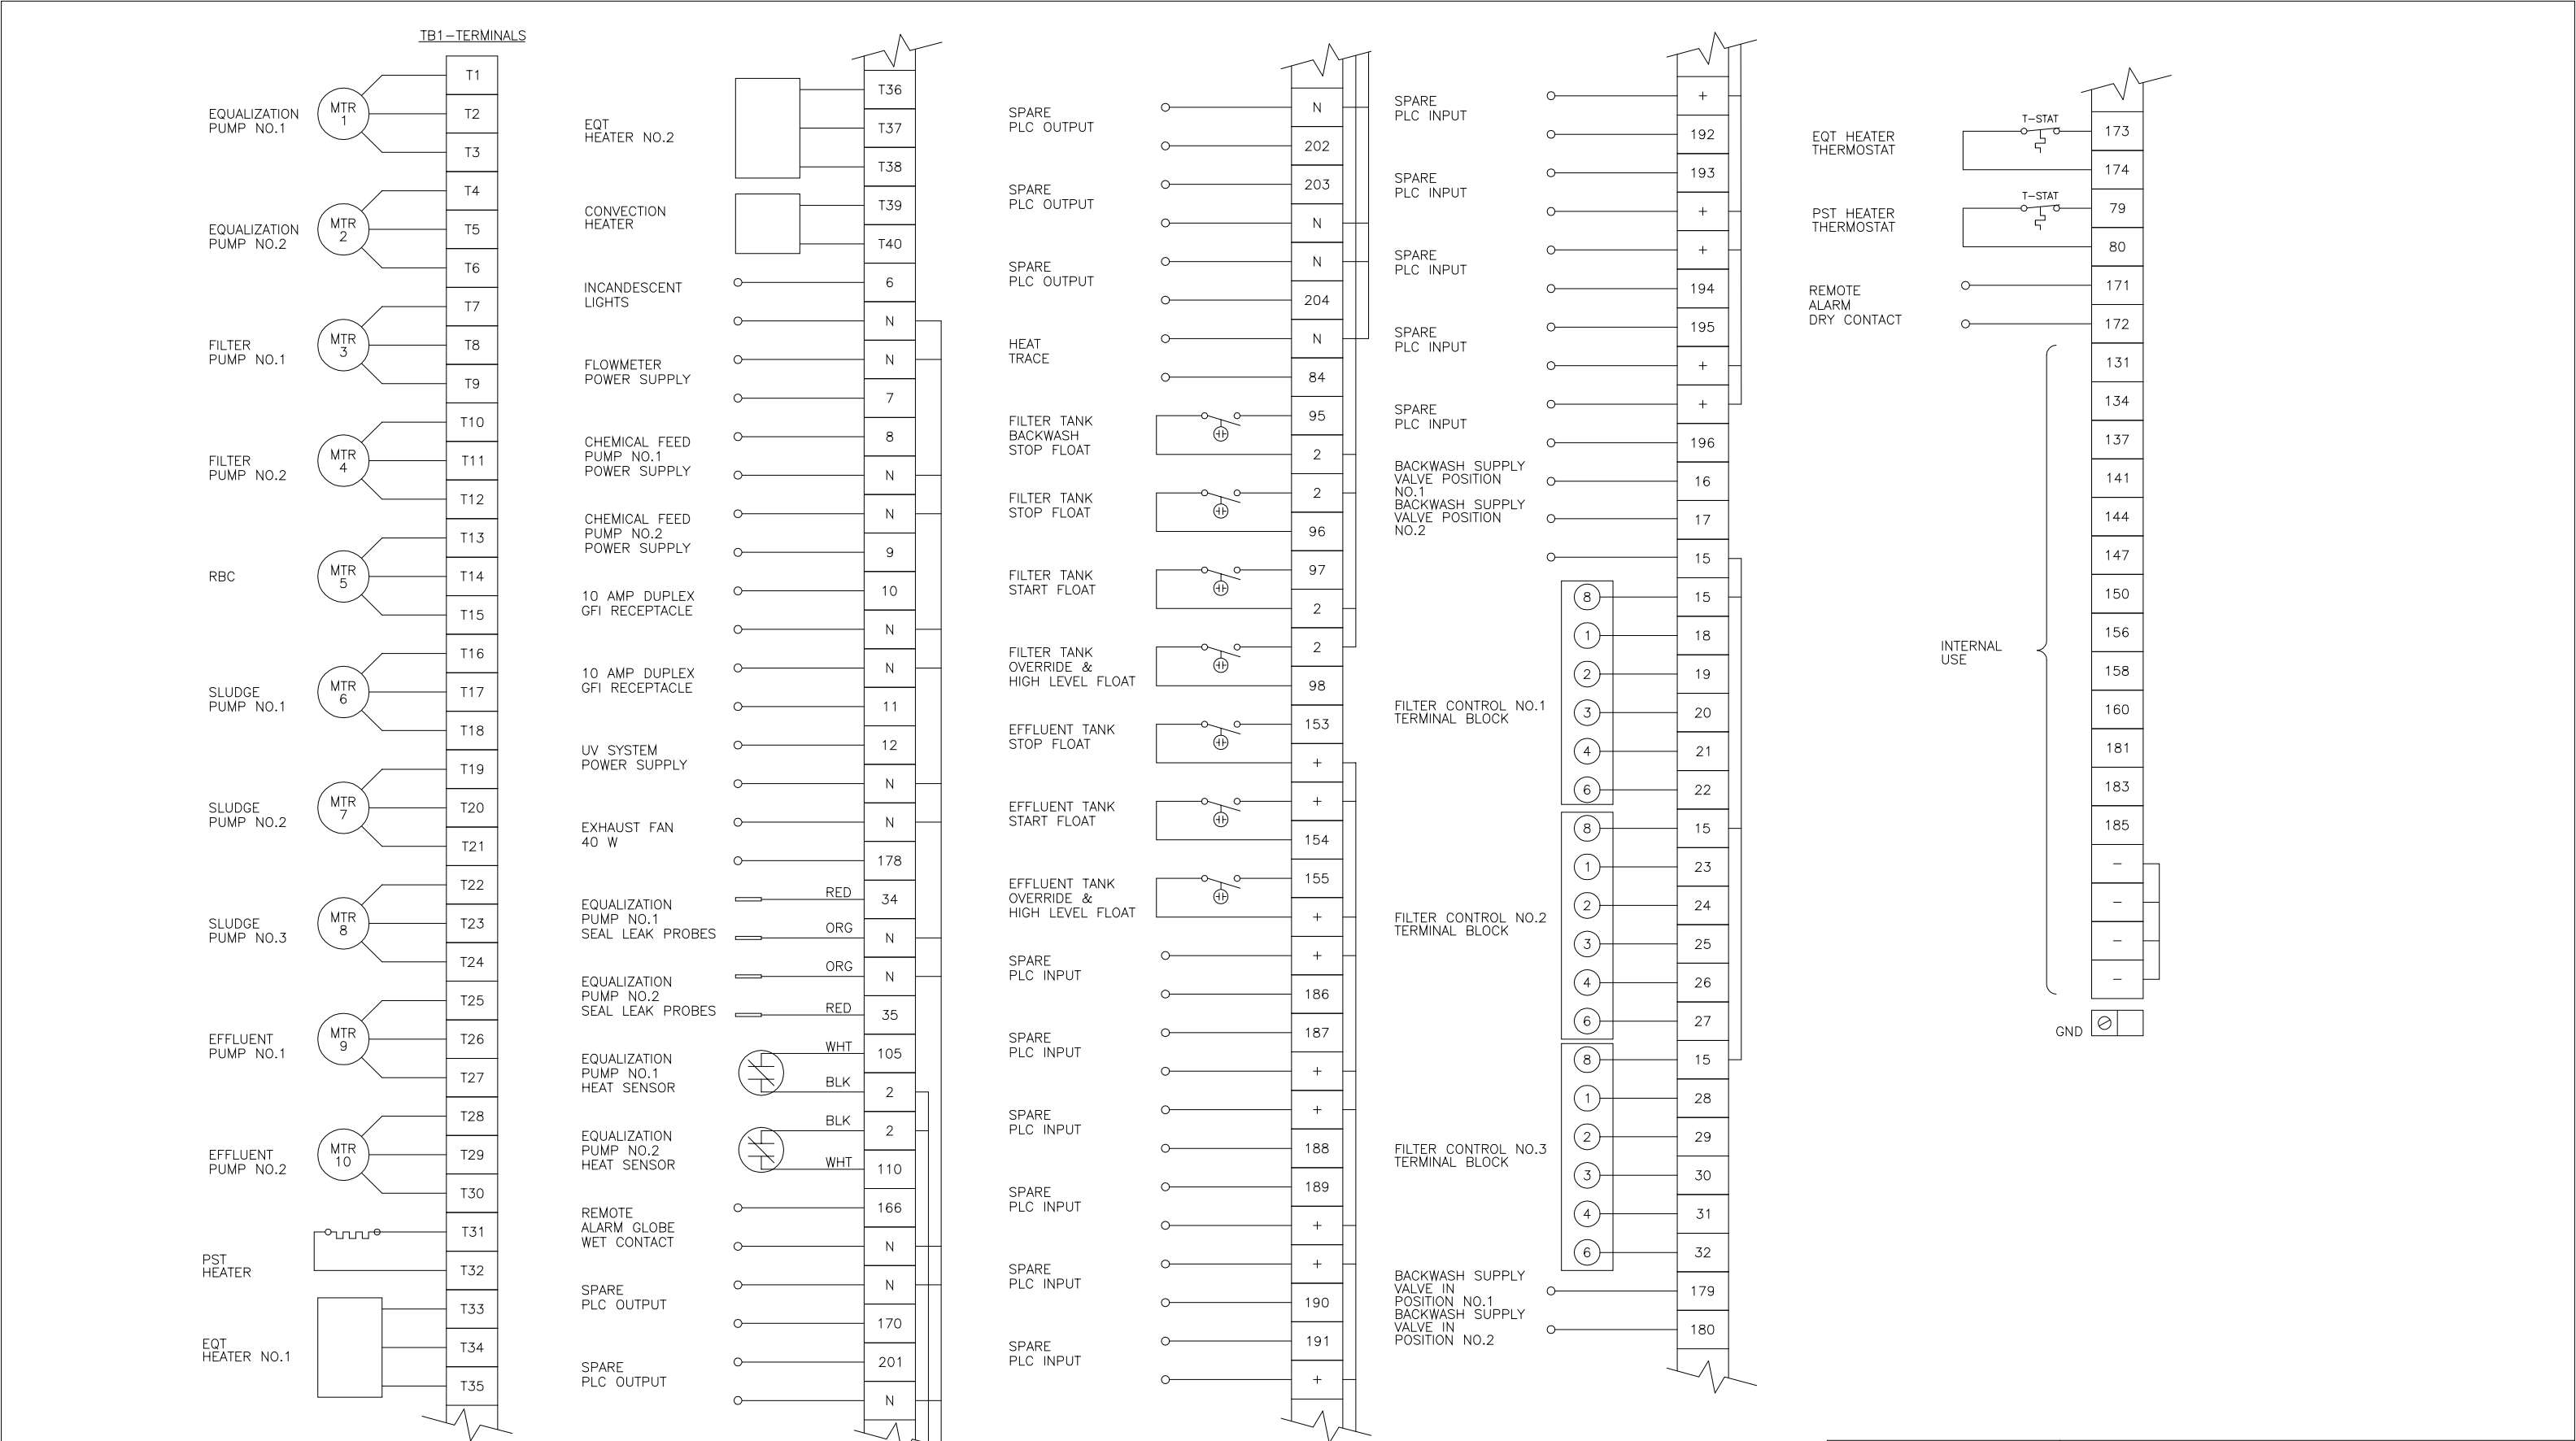 TB1-TERMINALS
EQUALIZATION
PUMP NO.1
MTR
1
T1
T2
T3
EQUALIZATION
PUMP NO.2
MTR
2
T4
T5
T6
FILTER
PUMP NO.1
MTR
3
T7
T8
T9
FILTER
PUMP NO.2
MTR
4
T10
T11
T12
RBC
MTR
5
T13
T14
T15
SLUDGE
PUMP NO.1
MTR
6
T16
T17
T18
SLUDGE
PUMP NO.2
MTR
7
T19
T20
T21
SLUDGE
PUMP NO.3
MTR
8
T22
T23
T24
EFFLUENT
PUMP NO.1
MTR
9
T25
T26
T27
EFFLUENT
PUMP NO.2
MTR
10
T28
T29
T30
PST
HEATER
T31
T32
EQT
HEATER NO.1
T33
T34
T35
EQT
HEATER NO.2
T36
T37
T38
CONVECTION
HEATER
T39
T40
INCANDESCENT
LIGHTS
6
N
FLOWMETER
POWER SUPPLY
N
7
CHEMICAL FEED
PUMP NO.1
POWER SUPPLY
8
N
CHEMICAL FEED
PUMP NO.2
POWER SUPPLY
N
9
10 AMP DUPLEX
GFI RECEPTACLE
10
N
10 AMP DUPLEX
GFI RECEPTACLE
N
11
UV SYSTEM
POWER SUPPLY
12
N
EXHAUST FAN
40 W
N
178
EQUALIZATION
PUMP NO.1
SEAL LEAK PROBES
RED
34
ORG
N
EQUALIZATION
PUMP NO.2
SEAL LEAK PROBES
ORG
N
RED
35
EQUALIZATION
PUMP NO.1
HEAT SENSOR
WHT
105
BLK
2
EQUALIZATION
PUMP NO.2
HEAT SENSOR
BLK
2
WHT
110
REMOTE
ALARM GLOBE
WET CONTACT
166
N
SPARE
PLC OUTPUT
N
170
SPARE
PLC OUTPUT
201
N
SPARE
PLC OUTPUT
N
202
SPARE
PLC OUTPUT
203
N
SPARE
PLC OUTPUT
N
204
HEAT
TRACE
N
84
FILTER TANK
BACKWASH
STOP FLOAT
95
2
FILTER TANK
STOP FLOAT
2
96
FILTER TANK
START FLOAT
97
2
FILTER TANK
OVERRIDE &
HIGH LEVEL FLOAT
2
98
EFFLUENT TANK
STOP FLOAT
153
+
EFFLUENT TANK
START FLOAT
+
154
EFFLUENT TANK
OVERRIDE &
HIGH LEVEL FLOAT
155
+
SPARE
PLC INPUT
+
186
SPARE
PLC INPUT
187
+
SPARE
PLC INPUT
+
188
SPARE
PLC INPUT
189
+
SPARE
PLC INPUT
+
190
SPARE
PLC INPUT
191
+
SPARE
PLC INPUT
+
192
SPARE
PLC INPUT
193
+
SPARE
PLC INPUT
+
194
SPARE
PLC INPUT
195
+
SPARE
PLC INPUT
+
196
BACKWASH SUPPLY
VALVE POSITION
NO.1
16
BACKWASH SUPPLY
VALVE POSITION
NO.2
17
15
FILTER CONTROL NO.1
TERMINAL BLOCK
8 15
1 18
2 19
3 20
4 21
6 22
FILTER CONTROL NO.2
TERMINAL BLOCK
8 15
1 23
2 24
3 25
4 26
6 27
FILTER CONTROL NO.3
TERMINAL BLOCK
8 15
1 28
2 29
3 30
4 31
6 32
BACKWASH SUPPLY
VALVE IN
POSITION NO.1
179
BACKWASH SUPPLY
VALVE IN
POSITION NO.2
180
EQT HEATER
THERMOSTAT
T-STAT
173
174
PST HEATER
THERMOSTAT
T-STAT
79
80
REMOTE
ALARM
DRY CONTACT
171
172
INTERNAL
USE
131
134
137
141
144
147
150
156
158
160
181
183
185
-
-
-
-
GND